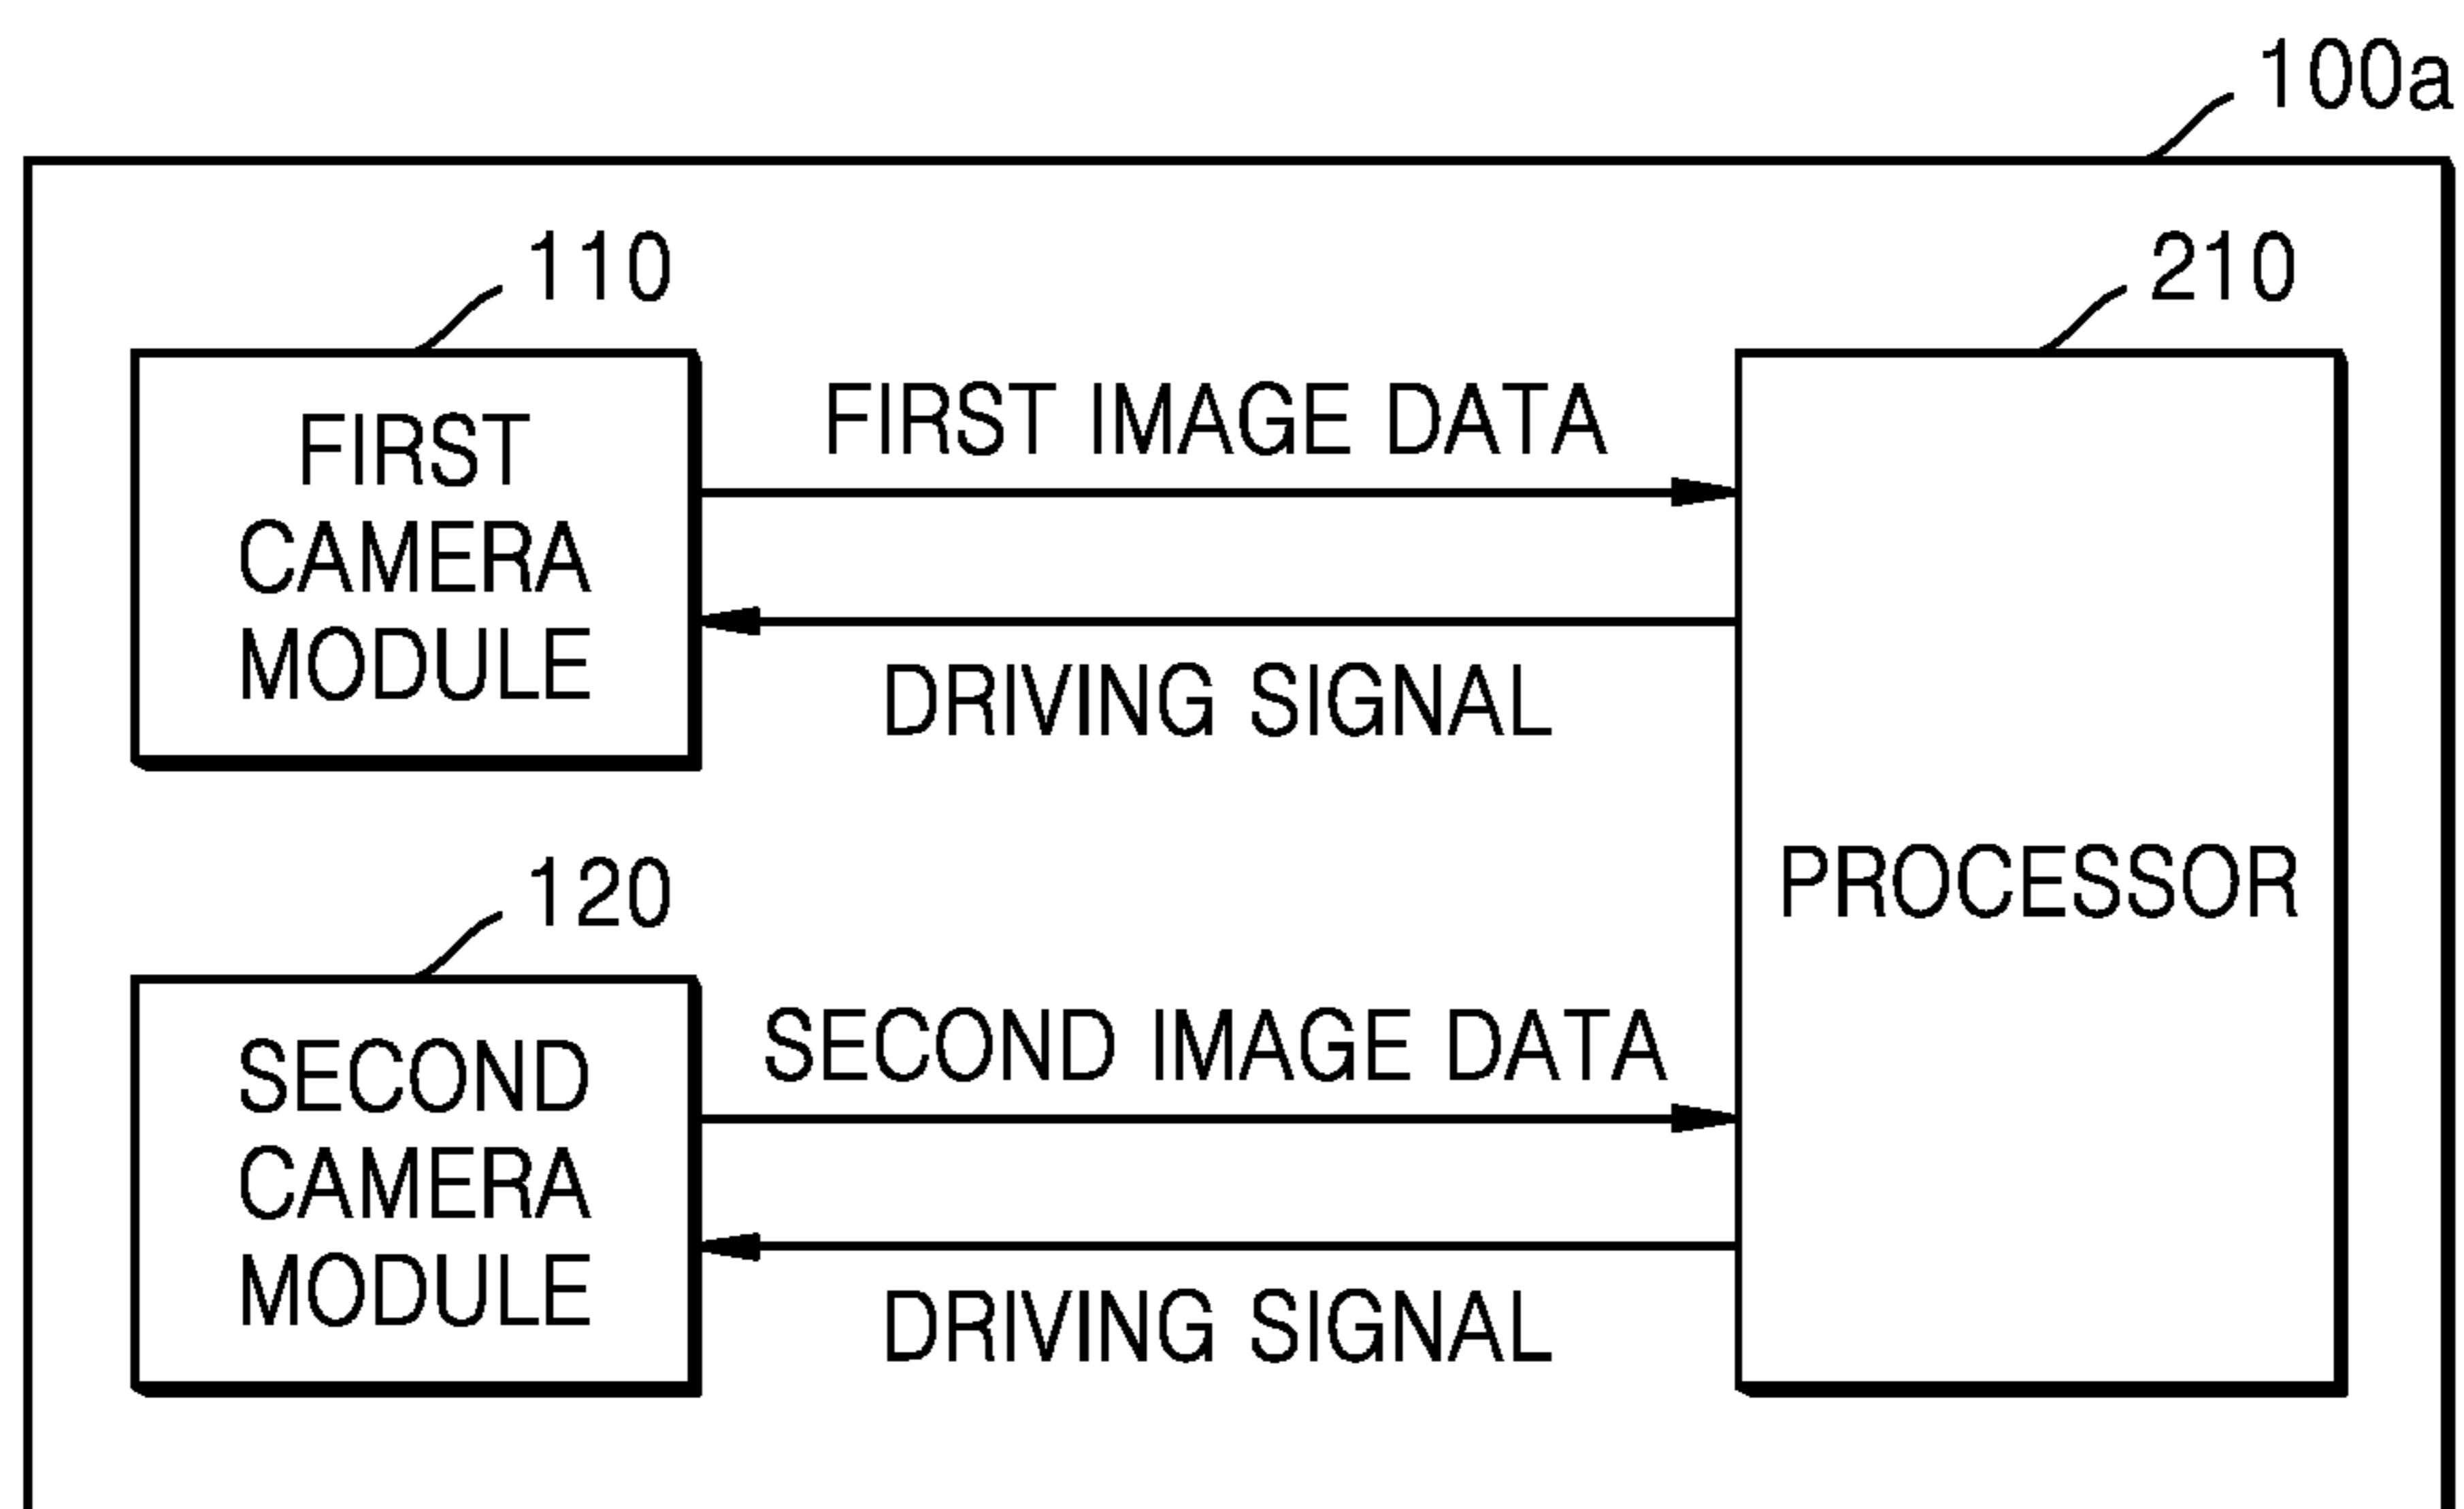 100a
110
210
FIRST
CAMERA
MODULE
FIRST IMAGE DATA
DRIVING SIGNAL
PROCESSOR
120
SECOND
CAMERA
MODULE
SECOND IMAGE DATA
DRIVING SIGNAL